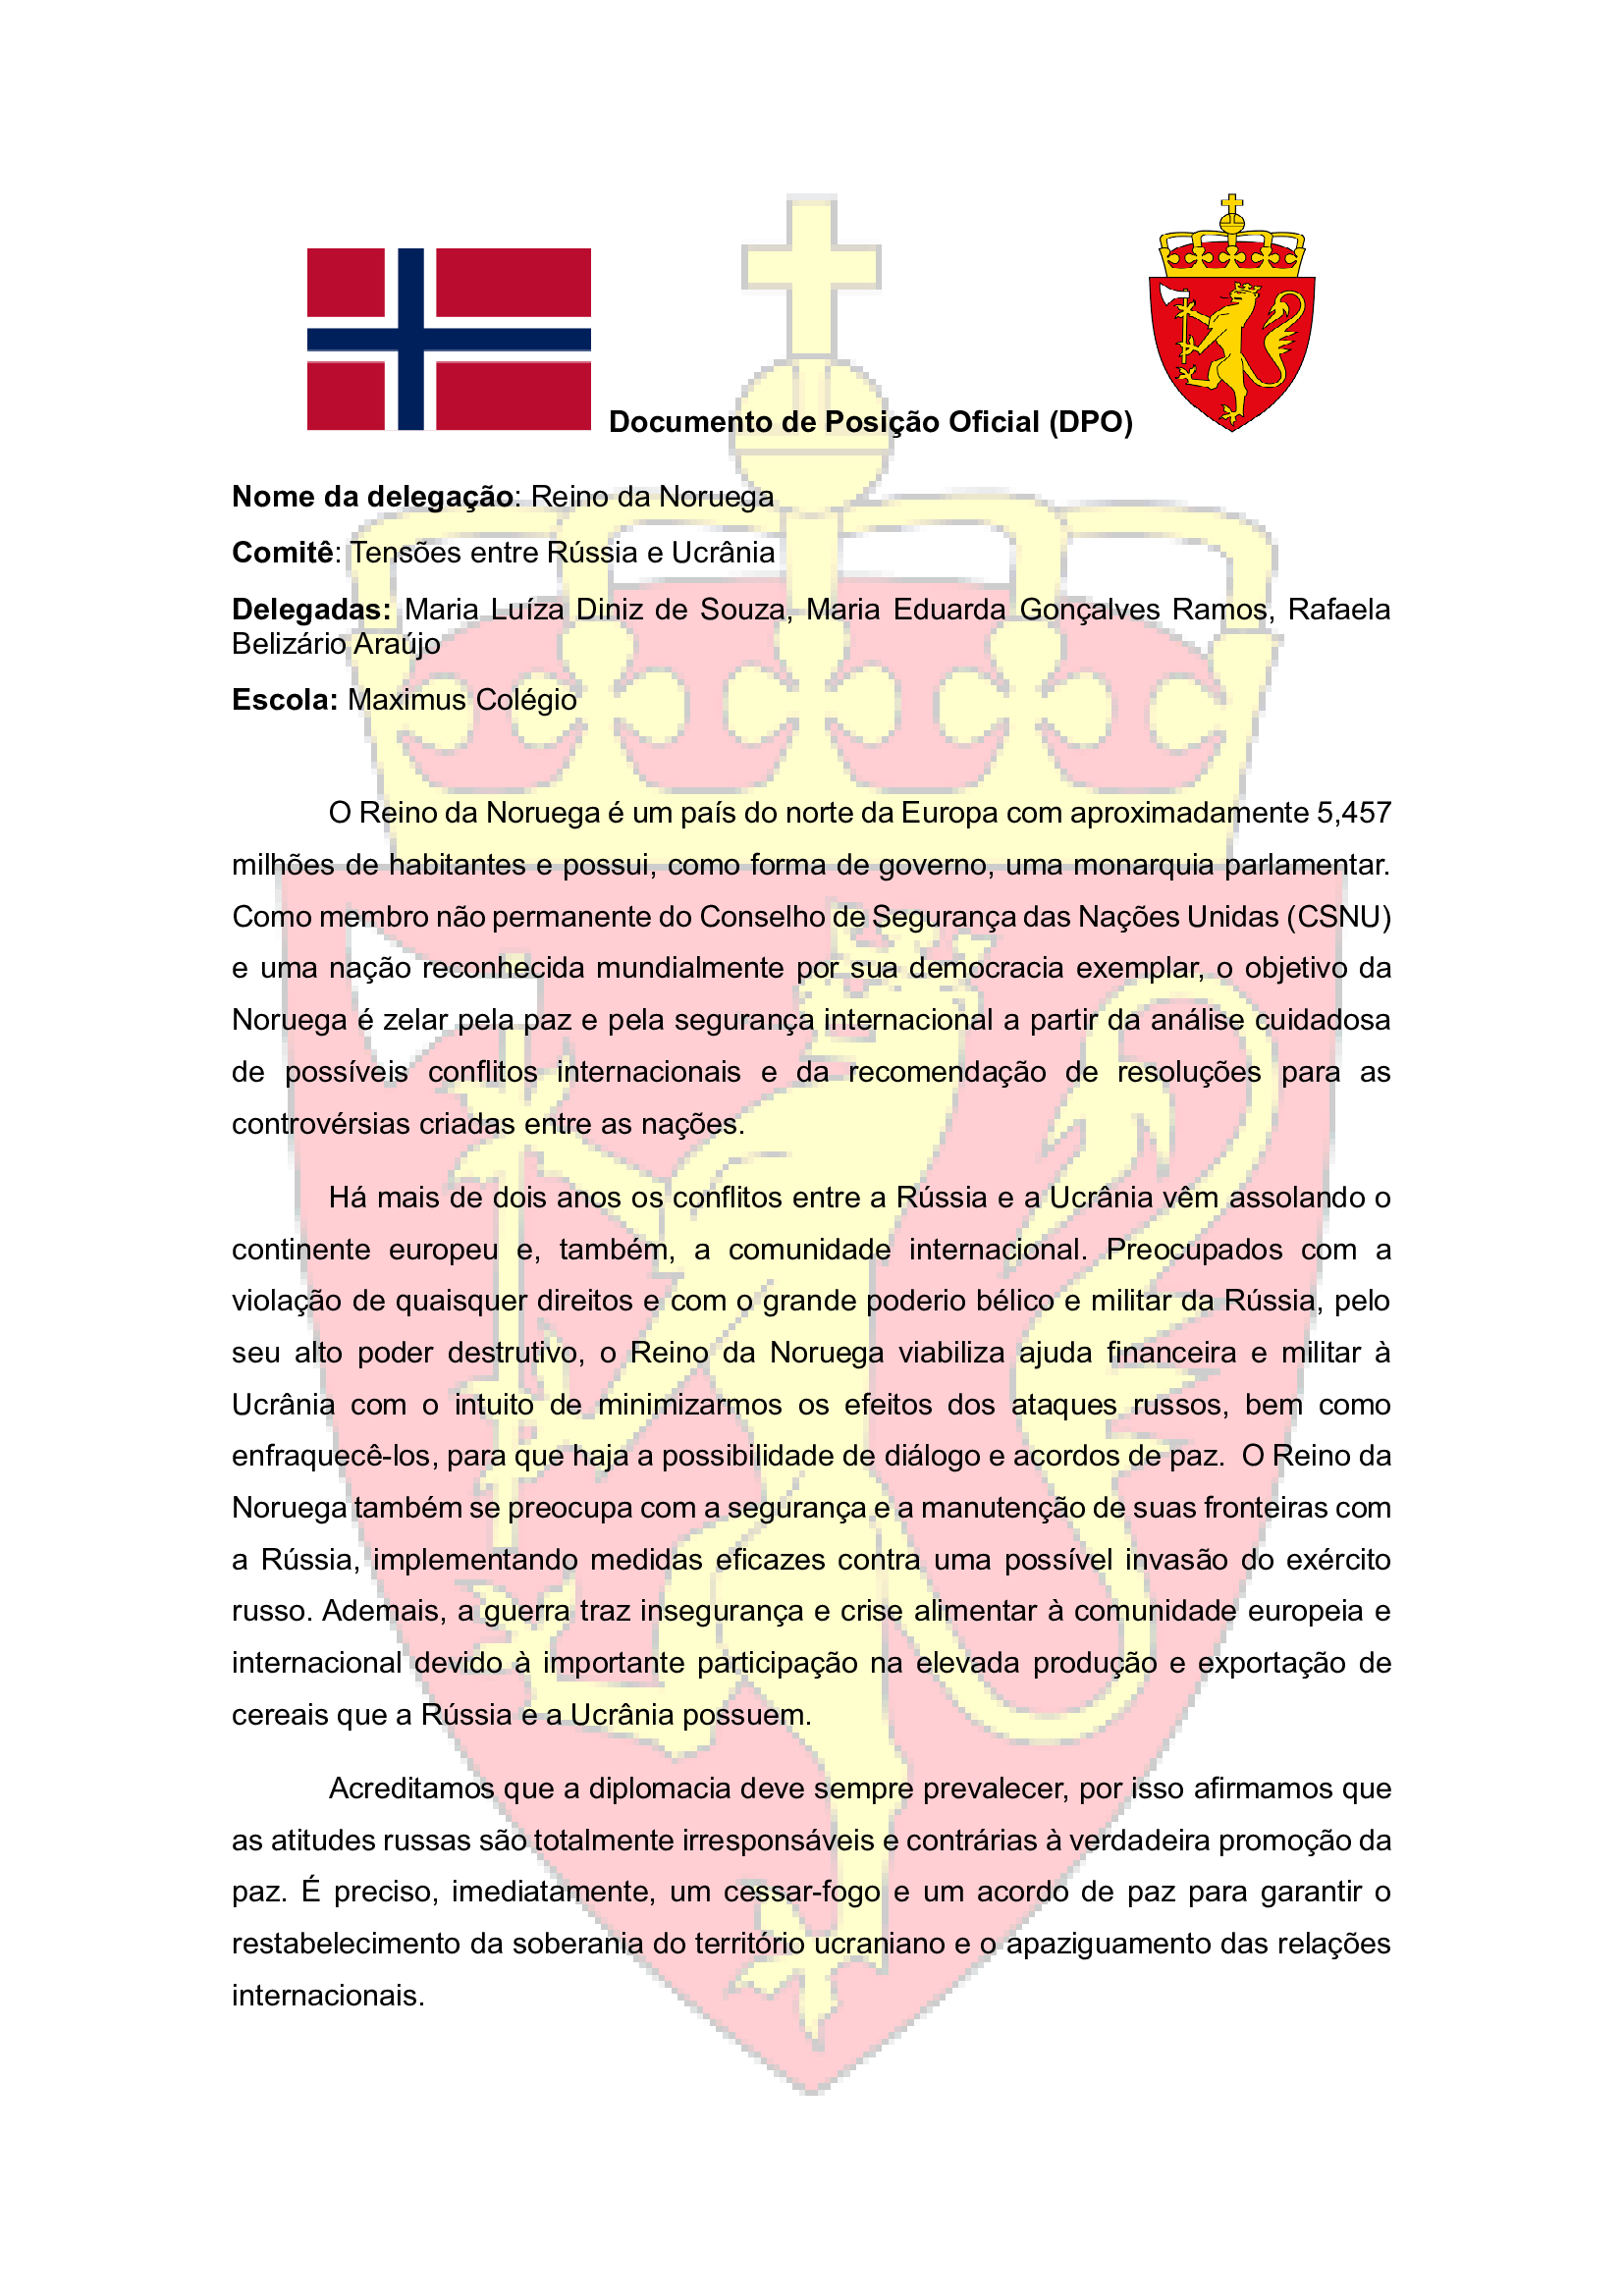 Documento de Posição Oficial (DPO)
Nome da delegação: Reino da Noruega
Comitê: Tensões entre Rússia e Ucrânia
Delegadas: Maria Luíza Diniz de Souza, Maria Eduarda Gonçalves Ramos, Rafaela
Belizário Araújo
Escola: Maximus Colégio
O Reino da Noruega é um país do norte da Europa com aproximadamente 5,457
milhões de habitantes e possui, como forma de governo, uma monarquia parlamentar.
Como membro não permanente do Conselho de Segurança das Nações Unidas (CSNU)
e uma nação reconhecida mundialmente por sua democracia exemplar, o objetivo da
Noruega é zelar pela paz e pela segurança internacional a partir da análise cuidadosa
de possíveis conflitos internacionais e da recomendação de resoluções para as
controvérsias criadas entre as nações.
Há mais de dois anos os conflitos entre a Rússia e a Ucrânia vêm assolando o
continente europeu e, também, a comunidade internacional. Preocupados com a
violação de quaisquer direitos e com o grande poderio bélico e militar da Rússia, pelo
seu alto poder destrutivo, o Reino da Noruega viabiliza ajuda financeira e militar à
Ucrânia com o intuito de minimizarmos os efeitos dos ataques russos, bem como
enfraquecê-los, para que haja a possibilidade de diálogo e acordos de paz. O Reino da
Noruega também se preocupa com a segurança e a manutenção de suas fronteiras com
a Rússia, implementando medidas eficazes contra uma possível invasão do exército
russo. Ademais, a guerra traz insegurança e crise alimentar à comunidade europeia e
internacional devido à importante participação na elevada produção e exportação de
cereais que a Rússia e a Ucrânia possuem.
Acreditamos que a diplomacia deve sempre prevalecer, por isso afirmamos que
as atitudes russas são totalmente irresponsáveis e contrárias à verdadeira promoção da
paz. É preciso, imediatamente, um cessar-fogo e um acordo de paz para garantir o
restabelecimento da soberania do território ucraniano e o apaziguamento das relações
internacionais.